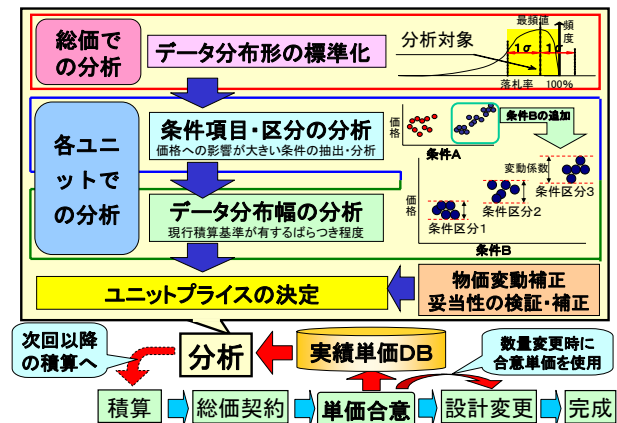 総価で
の分析
データ分布形の標準化
分析対象
最頻値
頻度
1σ
1σ
落札率
100%
各ユニ
ットで
の分析
条件項目・区分の分析
価格への影響が大きい条件の抽出・分析
価格
条件A
条件Bの追加
データ分布幅の分析
現行積算基準が有するばらつき程度
変動係数
条件区分3
条件区分2
条件区分1
価格
条件B
ユニットプライスの決定
物価変動補正
妥当性の検証・補正
次回以降
の積算へ
分析
実績単価DB
数量変更時に
合意単価を使用
積算
総価契約
単価合意
設計変更
完成